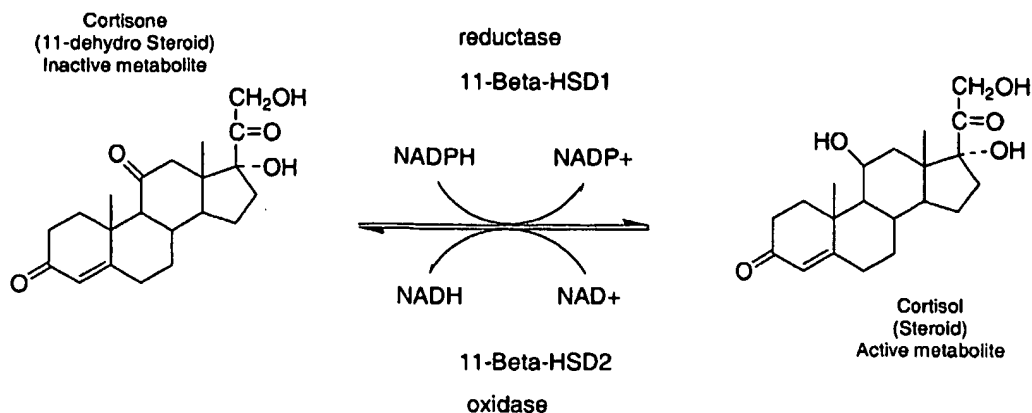 Cortisone
(11-dehydro Steroid)
Inactive metabolite
CH2OH
C=O
OH
O
O
reductase
11-Beta-HSD1
NADPH
NADP+
NADH
NAD+
11-Beta-HSD2
oxidase
CH2OH
C=O
HO
OH
O
Cortisol
(Steroid)
Active metabolite